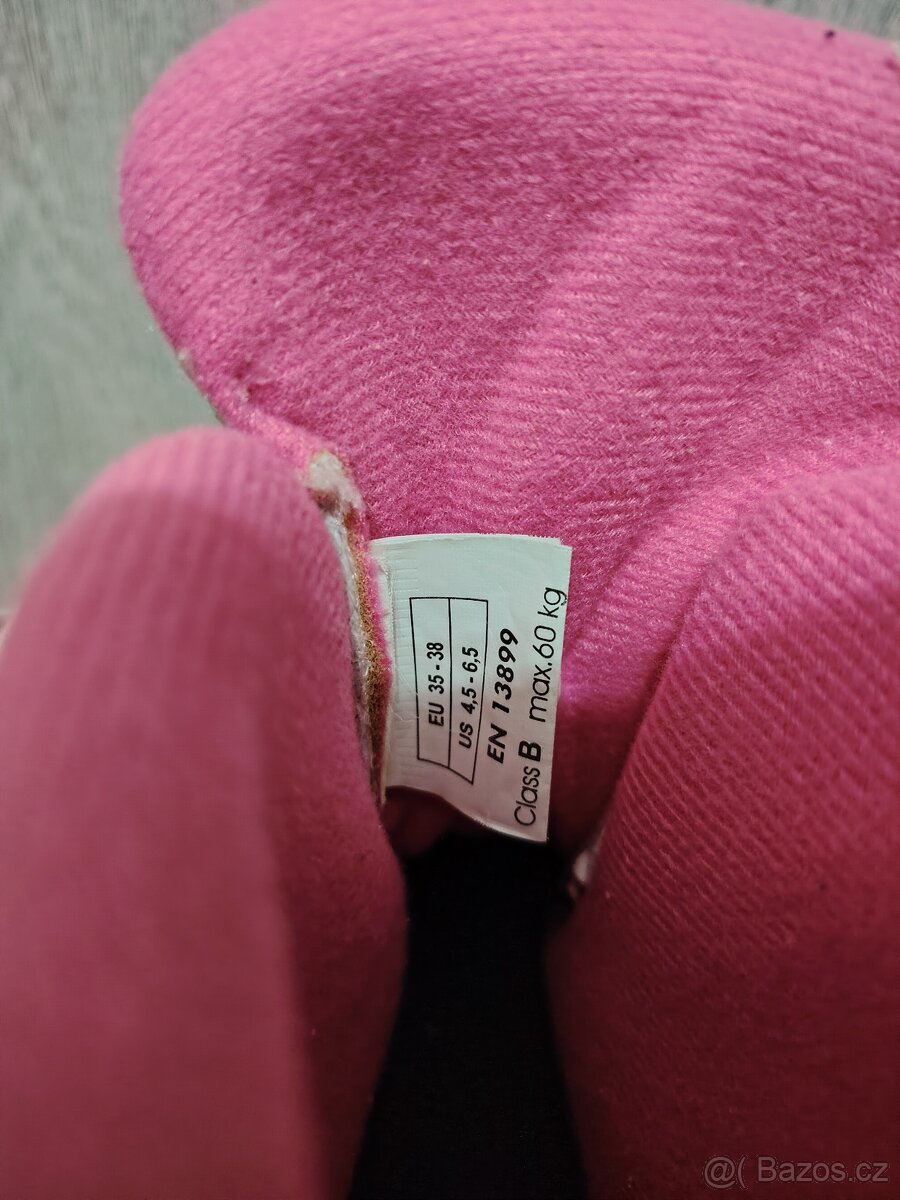 EU 35 - 38
US 4,5 - 6,5
EN 13899
Class B max. 60 kg
@( Bazos.cz